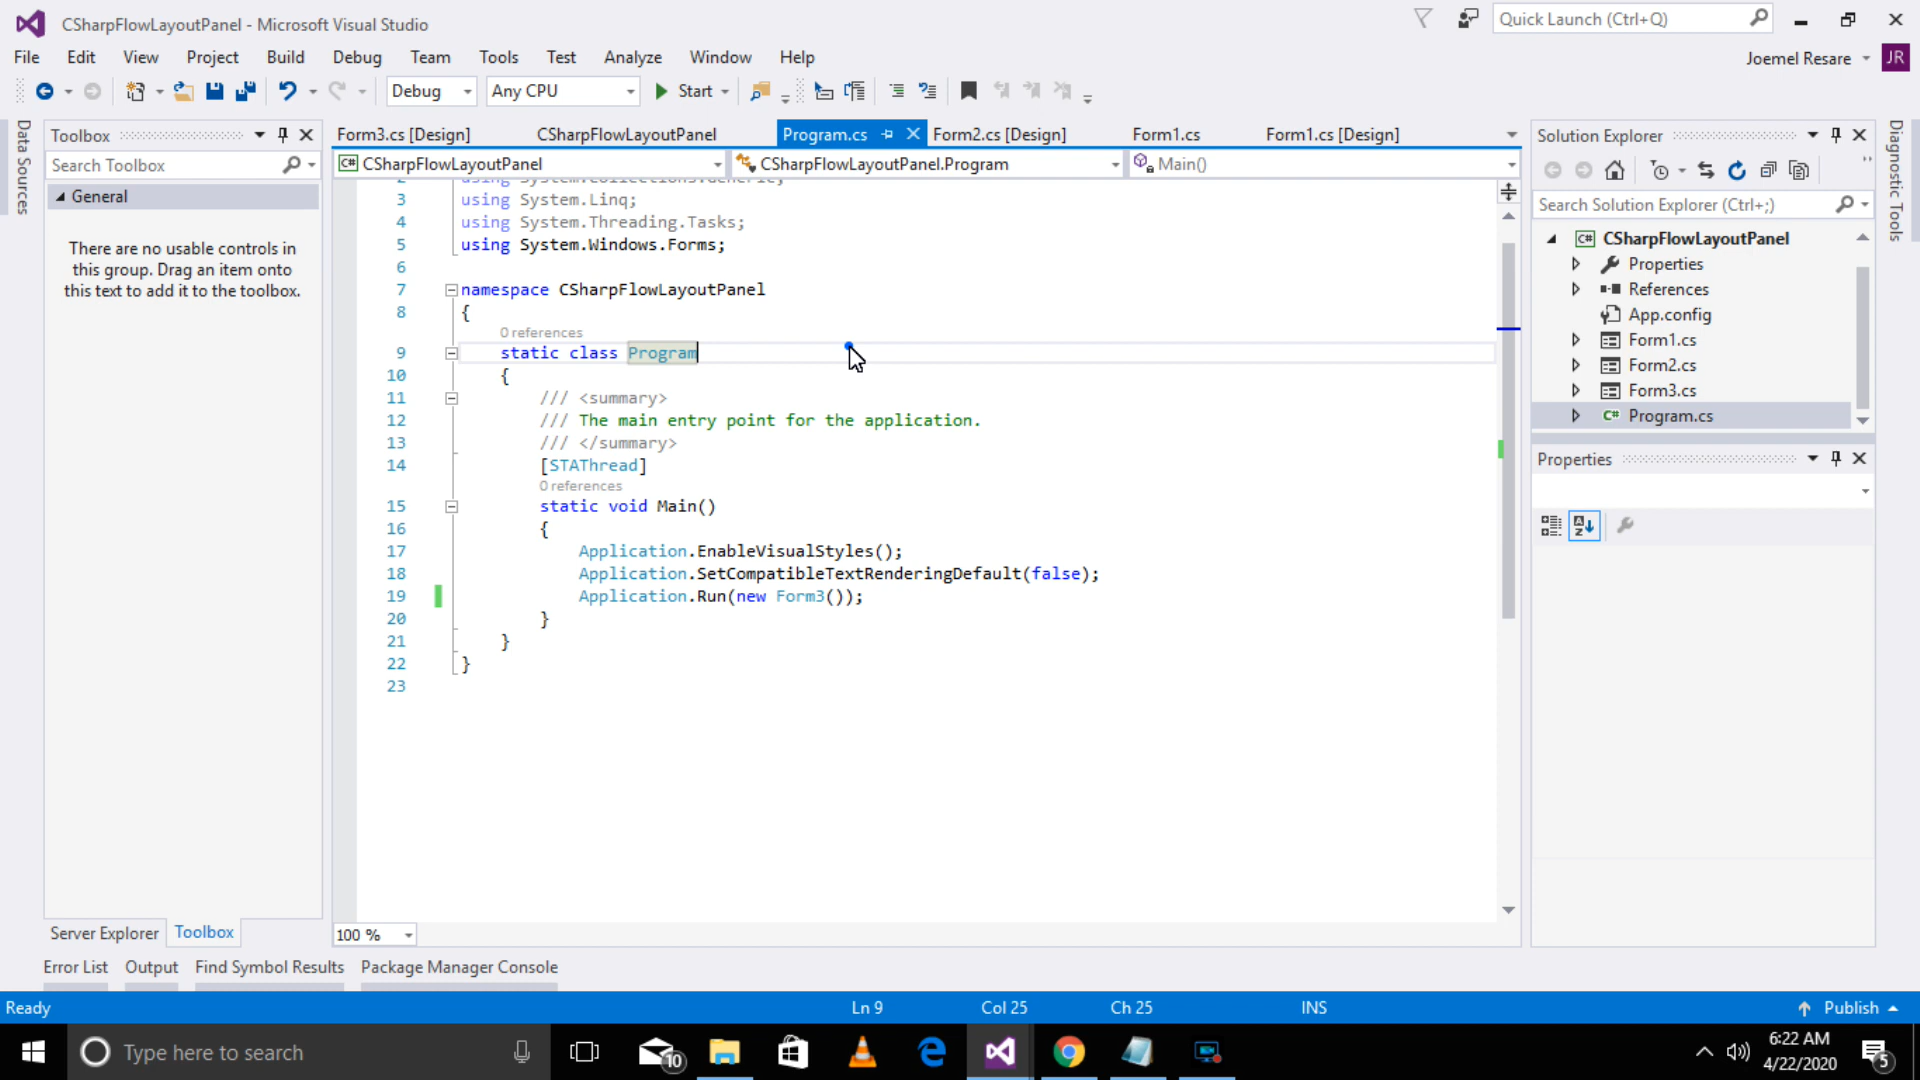 CSharpFlowLayoutPanel - Microsoft Visual Studio
Quick Launch (Ctrl+Q)
File Edit View Project Build Debug Team Tools Test Analyze Window Help
Joemel Resare JR
Debug Any CPU Start
Data Sources
Toolbox
Search Toolbox
General
There are no usable controls in
this group. Drag an item onto
this text to add it to the toolbox.
Server Explorer Toolbox
Form3.cs [Design] CSharpFlowLayoutPanel Program.cs Form2.cs [Design] Form1.cs Form1.cs [Design]
C# CSharpFlowLayoutPanel CSharpFlowLayoutPanel.Program Main()
2 using System.Collections.Generic;
3 using System.Linq;
4 using System.Threading.Tasks;
5 using System.Windows.Forms;
6
7 namespace CSharpFlowLayoutPanel
8 {
0 references
9 static class Program
10 {
11 /// <summary>
12 /// The main entry point for the application.
13 /// </summary>
14 [STAThread]
0 references
15 static void Main()
16 {
17 Application.EnableVisualStyles();
18 Application.SetCompatibleTextRenderingDefault(false);
19 Application.Run(new Form3());
20 }
21 }
22 }
23
100 %
Solution Explorer
Search Solution Explorer (Ctrl+;)
C# CSharpFlowLayoutPanel
Properties
References
App.config
Form1.cs
Form2.cs
Form3.cs
C# Program.cs
Properties
Diagnostic Tools
Error List Output Find Symbol Results Package Manager Console
Ready Ln 9 Col 25 Ch 25 INS Publish
Type here to search
10
6:22 AM
4/22/2020
5